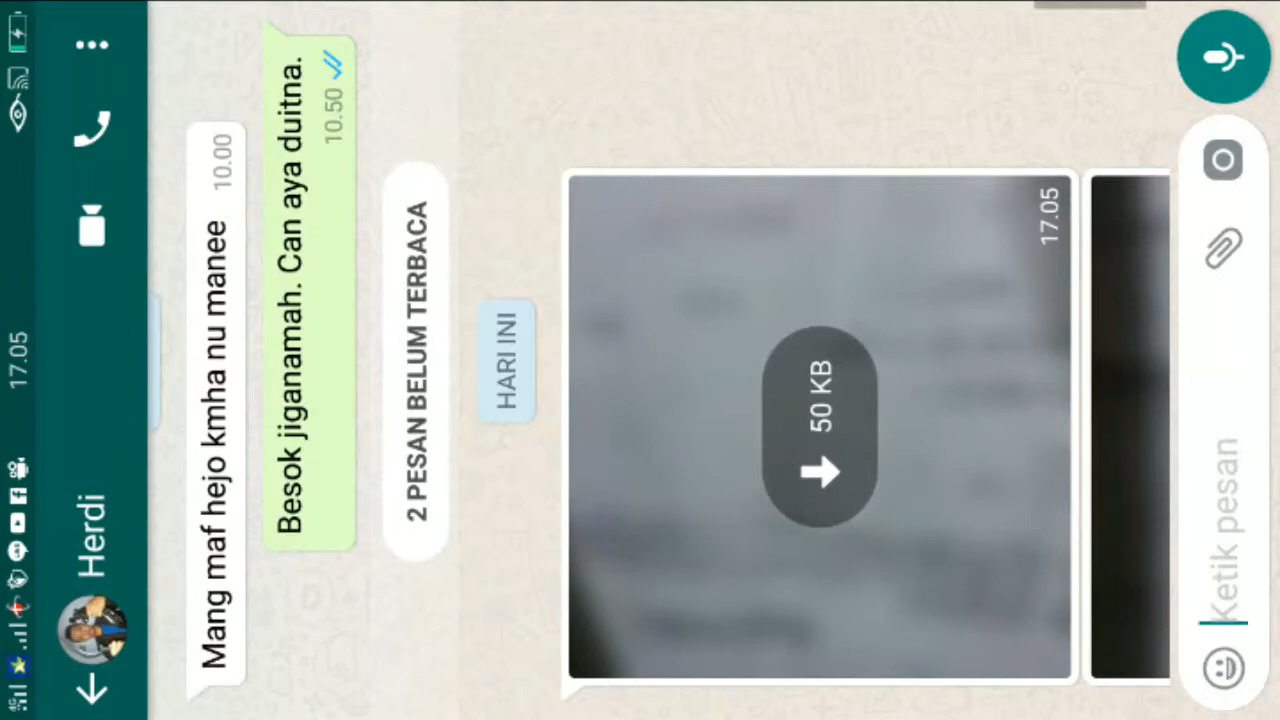 17.05
Herdi
Mang maf hejo kmha nu manee
10.00
Besok jiganamah. Can aya duitna.
10.50
2 PESAN BELUM TERBACA
HARI INI
50 KB
17.05
Ketik pesan